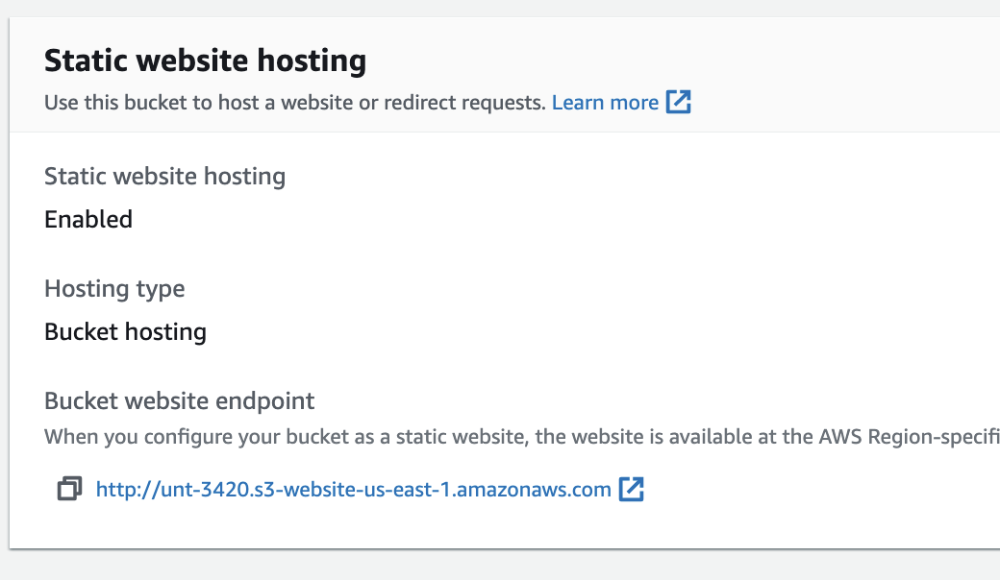 Static website hosting
Use this bucket to host a website or redirect requests. Learn more
Static website hosting
Enabled
Hosting type
Bucket hosting
Bucket website endpoint
When you configure your bucket as a static website, the website is available at the AWS Region-specifi
http://unt-3420.s3-website-us-east-1.amazonaws.com